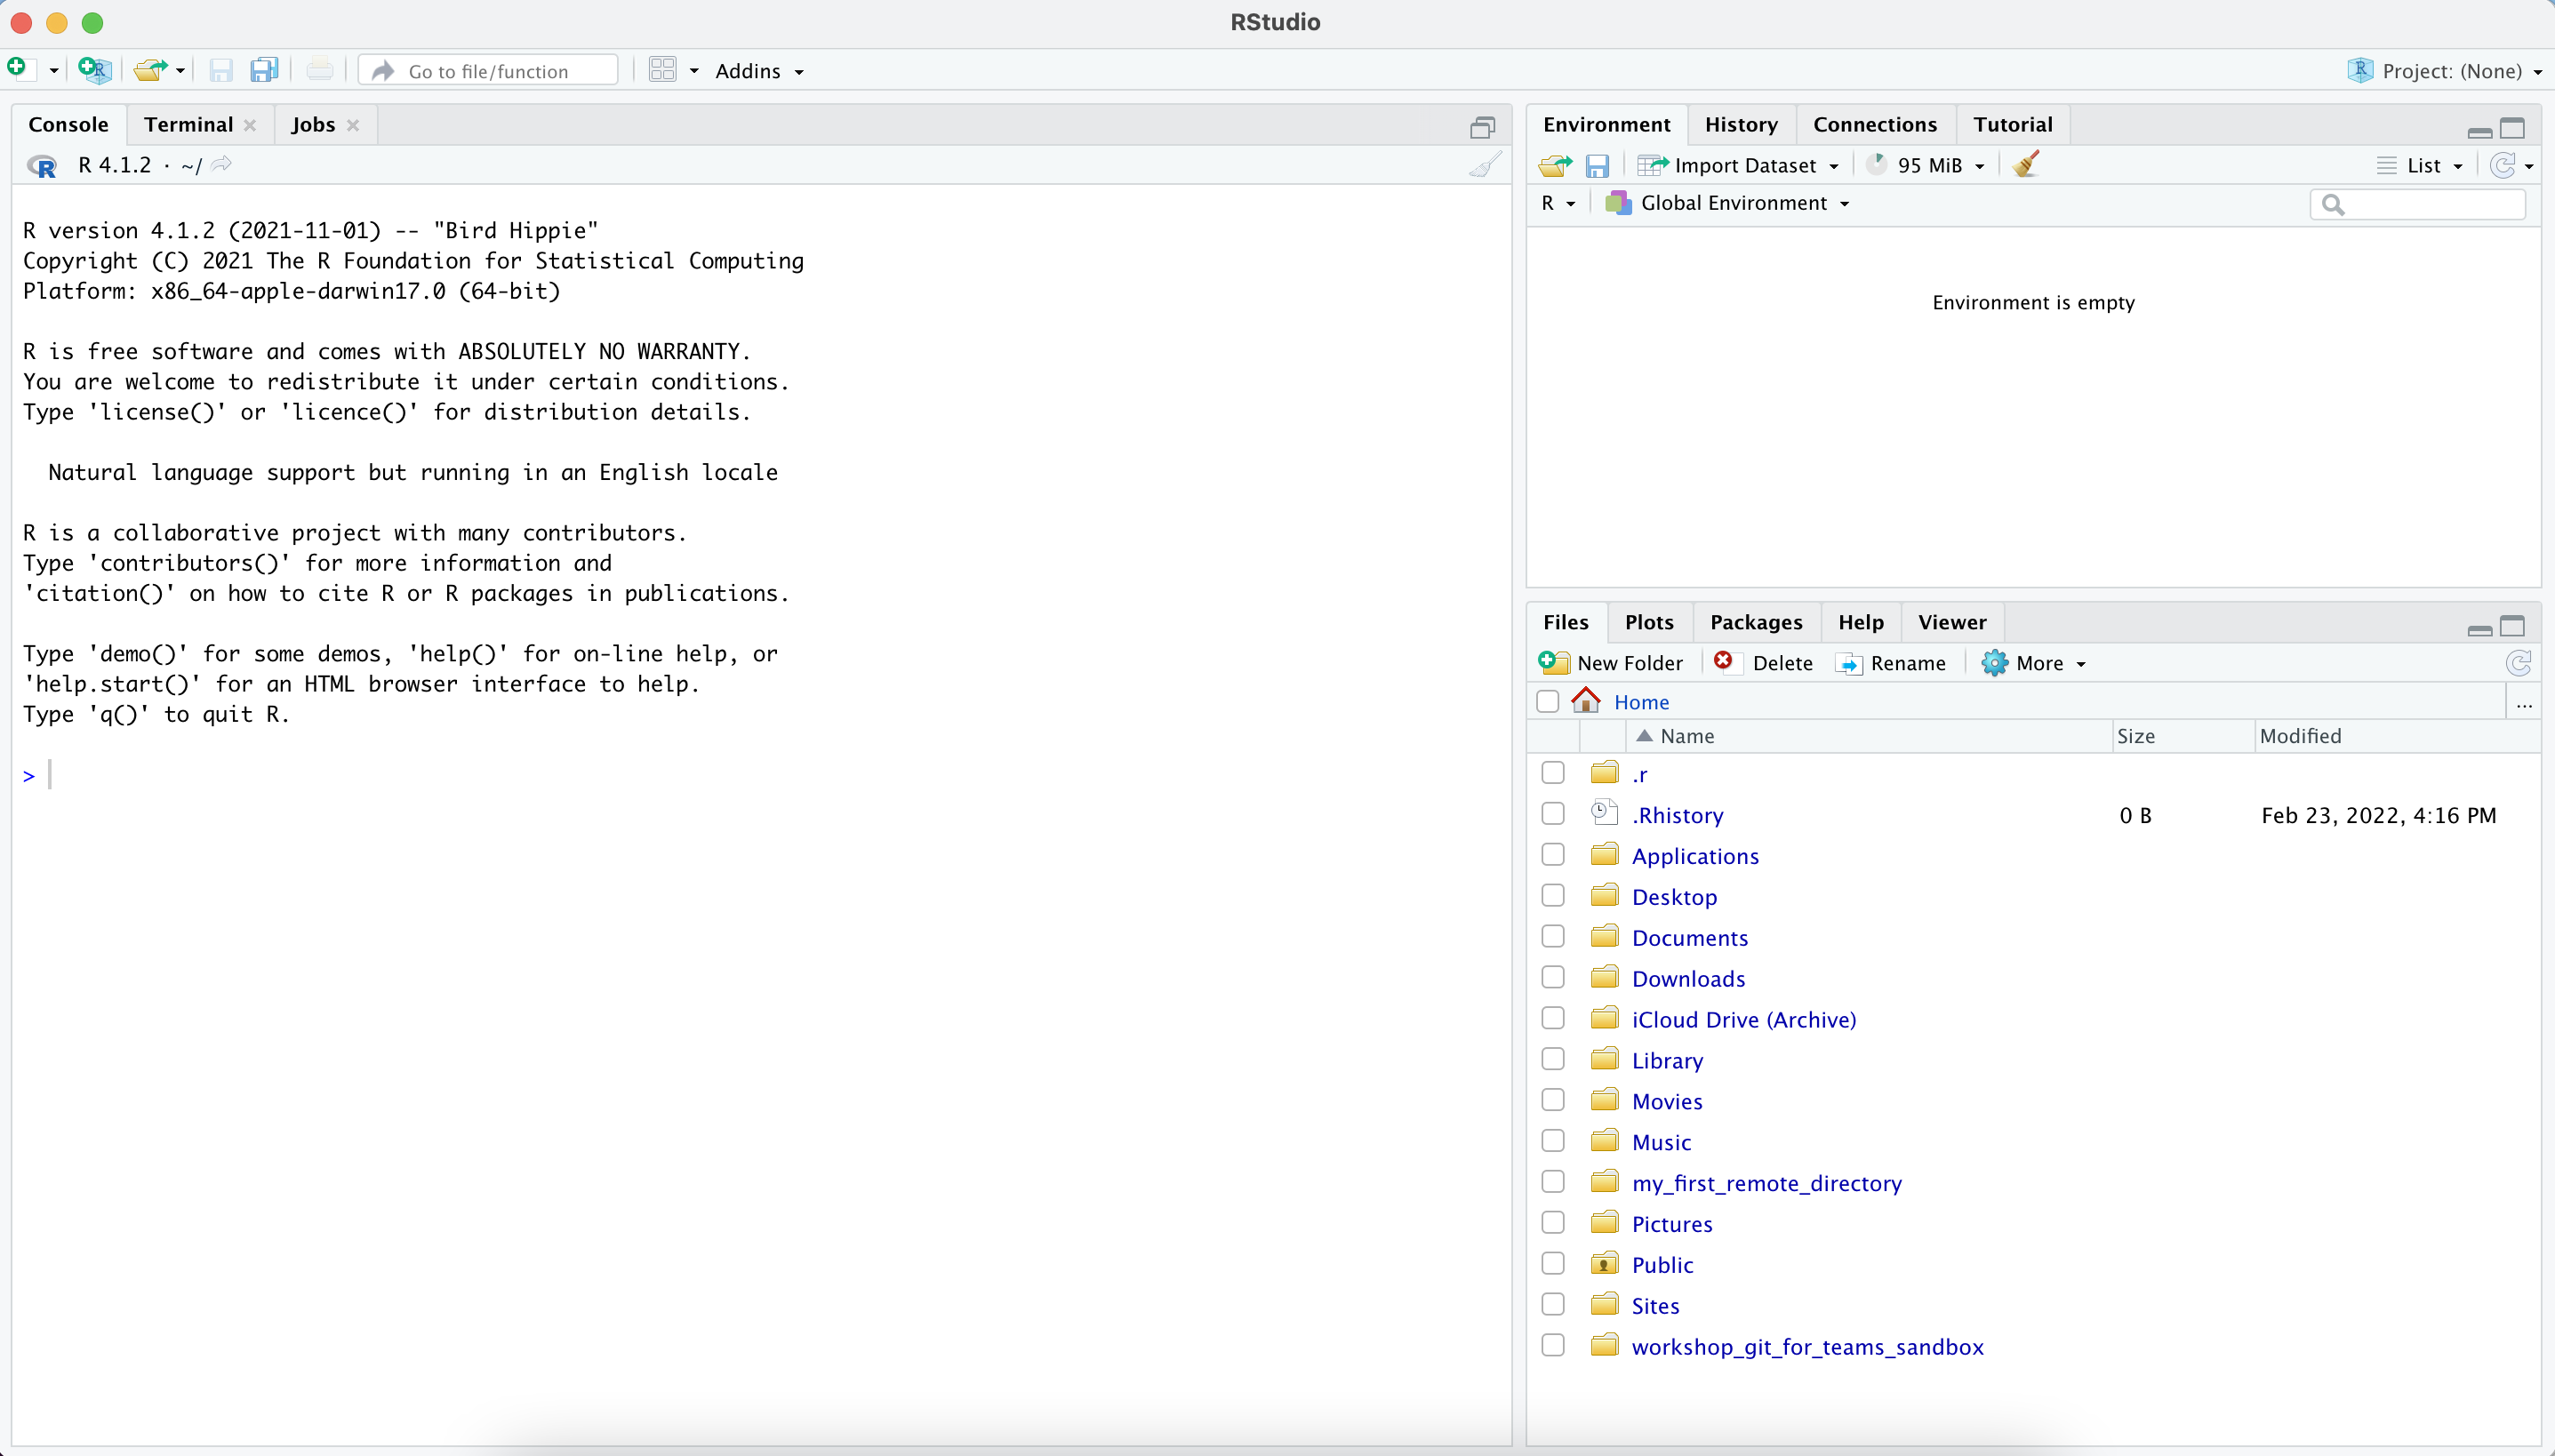 RStudio
Go to file/function
Addins
Project: (None)
Console Terminal Jobs
R 4.1.2 · ~/
R version 4.1.2 (2021-11-01) -- "Bird Hippie"
Copyright (C) 2021 The R Foundation for Statistical Computing
Platform: x86_64-apple-darwin17.0 (64-bit)
R is free software and comes with ABSOLUTELY NO WARRANTY.
You are welcome to redistribute it under certain conditions.
Type 'license()' or 'licence()' for distribution details.
Natural language support but running in an English locale
R is a collaborative project with many contributors.
Type 'contributors()' for more information and
'citation()' on how to cite R or R packages in publications.
Type 'demo()' for some demos, 'help()' for on-line help, or
'help.start()' for an HTML browser interface to help.
Type 'q()' to quit R.
>
Environment History Connections Tutorial
Import Dataset 95 MiB List
R Global Environment
Environment is empty
Files Plots Packages Help Viewer
New Folder Delete Rename More
Home ...
Name Size Modified
.r
.Rhistory 0 B Feb 23, 2022, 4:16 PM
Applications
Desktop
Documents
Downloads
iCloud Drive (Archive)
Library
Movies
Music
my_first_remote_directory
Pictures
Public
Sites
workshop_git_for_teams_sandbox